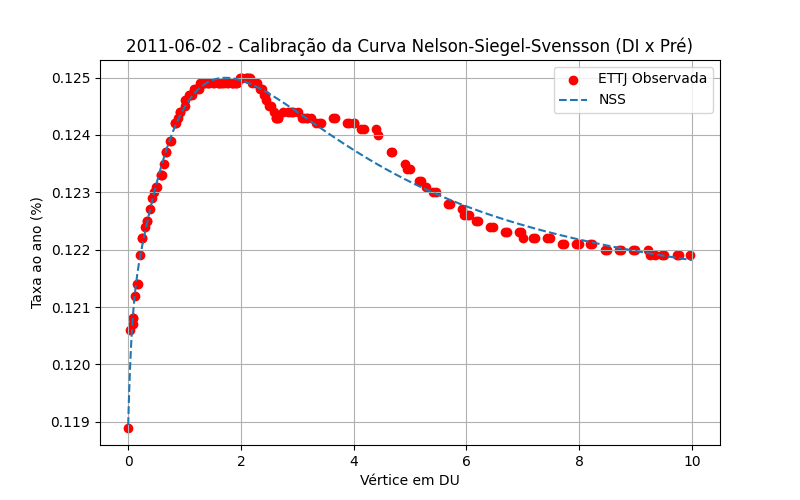 2011-06-02 - Calibração da Curva Nelson-Siegel-Svensson (DI x Pré)
ETTJ Observada
NSS
Taxa ao ano (%)
0.125
0.124
0.123
0.122
0.121
0.120
0.119
0 2 4 6 8 10
Vértice em DU